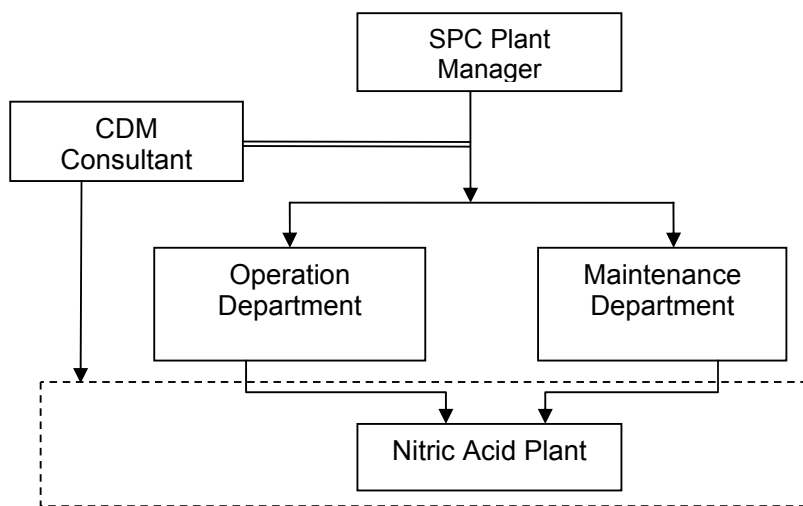 SPC Plant
Manager
CDM
Consultant
Operation
Department
Maintenance
Department
Nitric Acid Plant